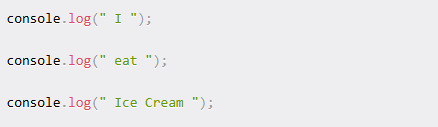 console.log(" I ");
console.log(" eat ");
console.log(" Ice Cream ");